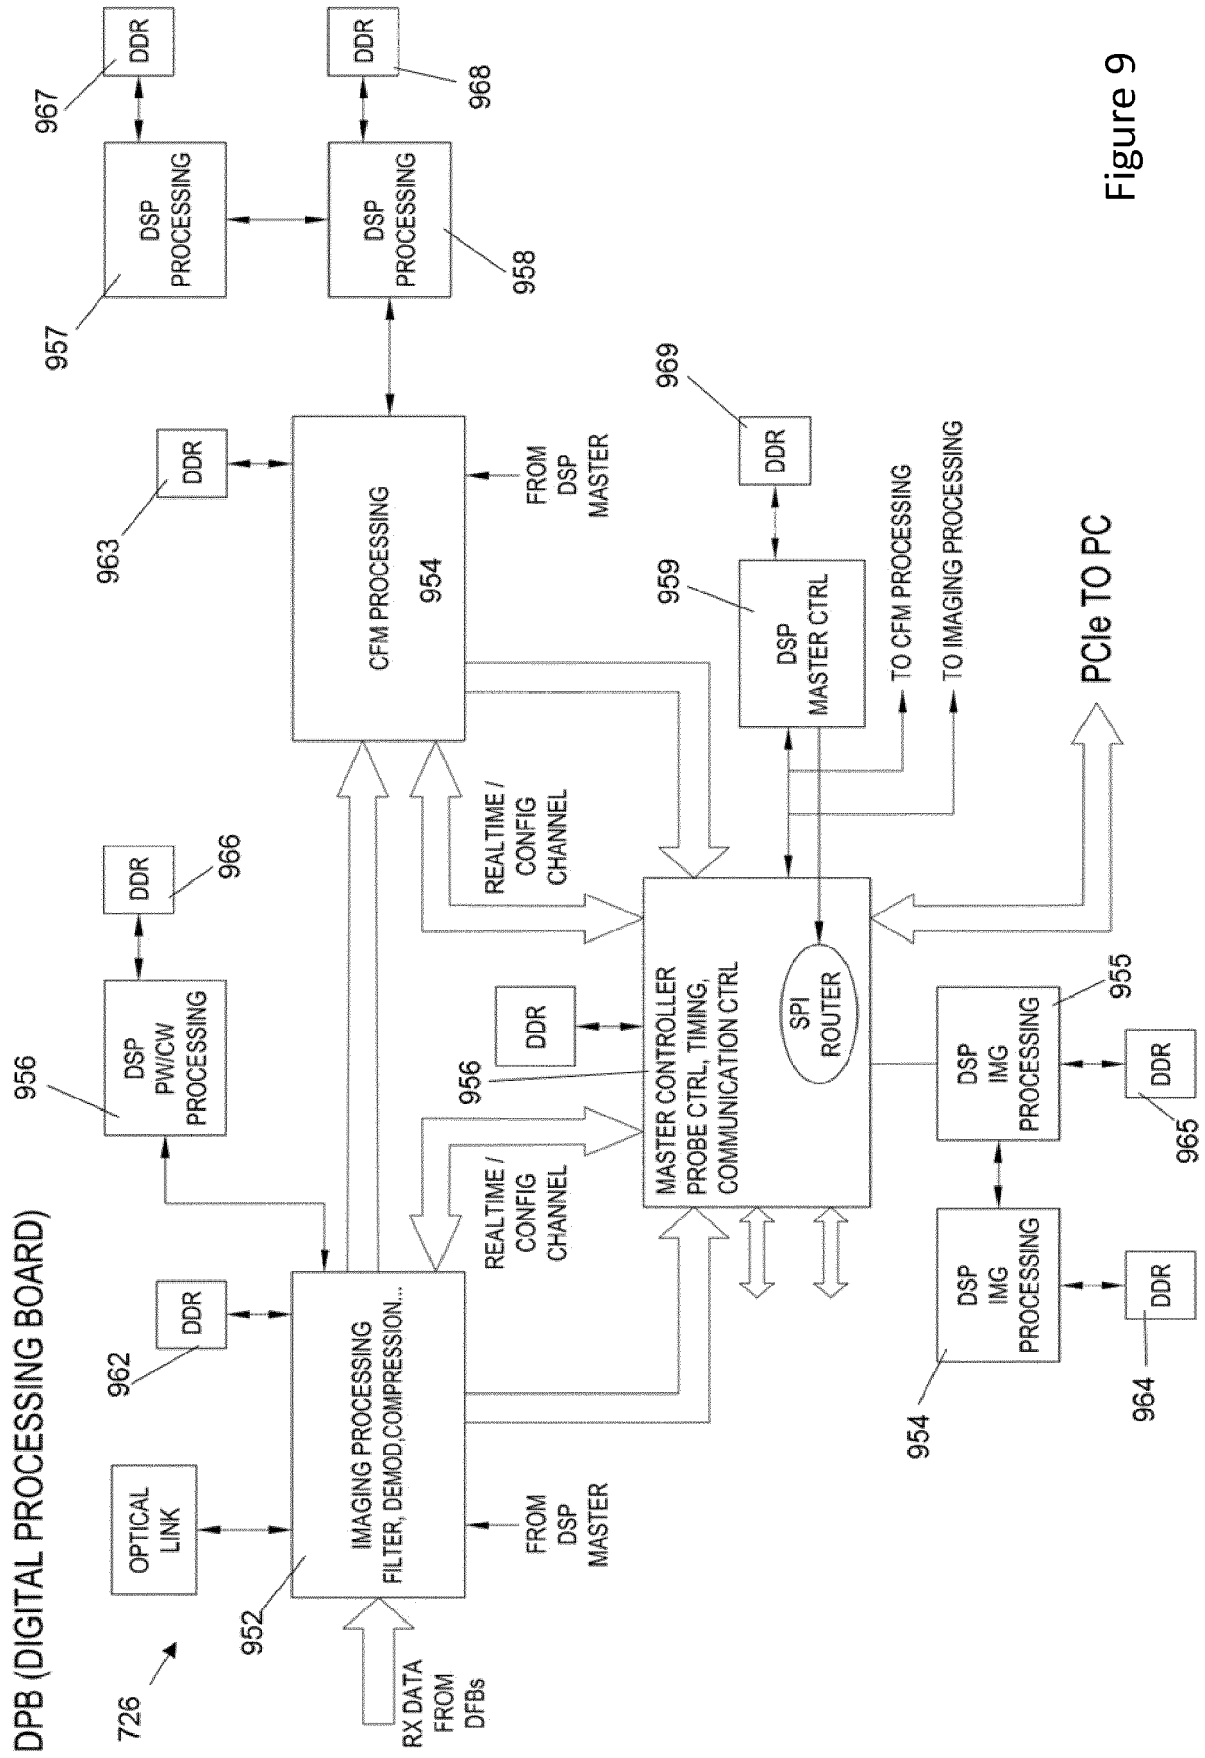 DPB (DIGITAL PROCESSING BOARD)
726
OPTICAL
LINK
962
DDR
956
DSP
PW/CW
PROCESSING
DDR
966
963
DDR
957
DSP
PROCESSING
967
DDR
DSP
PROCESSING
958
DDR
968
RX DATA
FROM
DFBs
952
IMAGING PROCESSING
FILTER, DEMOD,COMPRESSION...
FROM
DSP
MASTER
REALTIME /
CONFIG
CHANNEL
REALTIME /
CONFIG
CHANNEL
CFM PROCESSING
954
FROM
DSP
MASTER
DDR
956
MASTER CONTROLLER
PROBE CTRL, TIMING,
COMMUNICATION CTRL
SPI
ROUTER
959
DSP
MASTER CTRL
969
DDR
TO CFM PROCESSING
TO IMAGING PROCESSING
954
DSP
IMG
PROCESSING
DSP
IMG
PROCESSING
955
964
DDR
965
DDR
PCIe TO PC
Figure 9